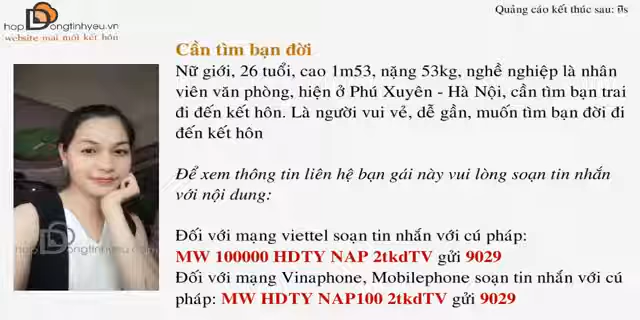 hopDongtinhyeu.vn
website mai mối kết hôn
Quảng cáo kết thúc sau:
Cần tìm bạn đời
Nữ giới, 26 tuổi, cao 1m53, nặng 53kg, nghề nghiệp là nhân
viên văn phòng, hiện ở Phú Xuyên - Hà Nội, cần tìm bạn trai
đi đến kết hôn. Là người vui vẻ, dễ gần, muốn tìm bạn đời đi
đến kết hôn
Để xem thông tin liên hệ bạn gái này vui lòng soạn tin nhắn
với nội dung:
hopDongtinhyeu.vn
Đối với mạng viettel soạn tin nhắn với cú pháp:
MW 100000 HDTY NAP 2tkdTV gửi 9029
Đối với mạng Vinaphone, Mobilephone soạn tin nhắn với cú
pháp: MW HDTY NAP100 2tkdTV gửi 9029